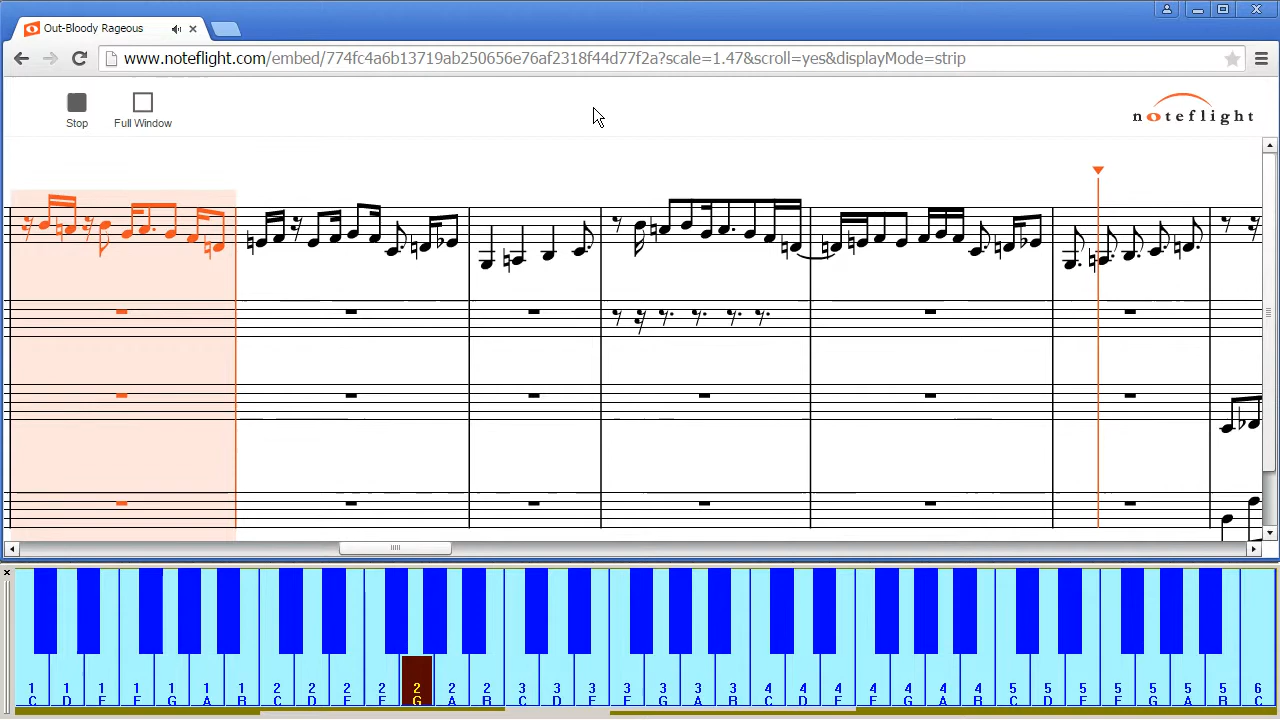 Out-Bloody Rageous
www.noteflight.com/embed/774fc4a6b13719ab250656e76af2318f44d77f2a?scale=1.47&scroll=yes&displayMode=strip
Stop Full Window noteflight
1 1 1 1 1 1 1 2 2 2 2 2 2 2 3 3 3 3 3 3 3 4 4 4 4 4 4 4 5 5 5 5 5 5 5 6
C D E F G A B C D E F G A B C D E F G A B C D E F G A B C D E F G A B C